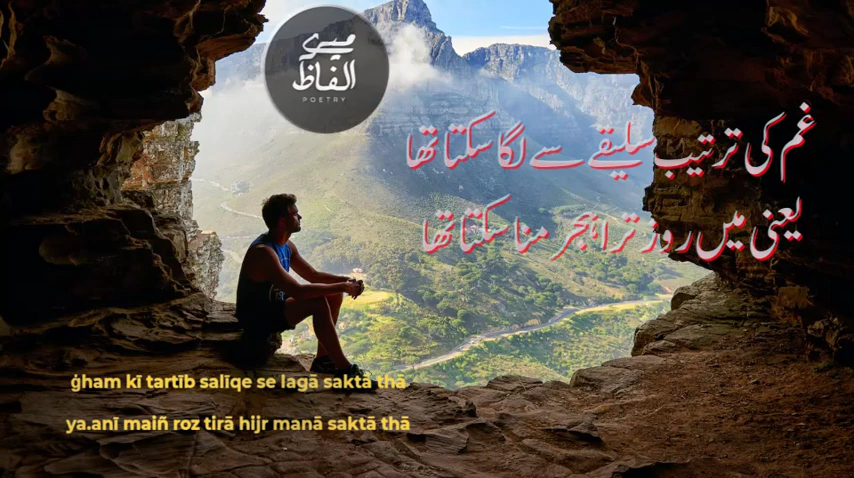 میرے
الفاظ
POETRY
غم کی ترتیب سلیقے سے لگا سکتا تھا
یعنی میں روز ترا ہجر منا سکتا تھا
ġham kī tartīb salīqe se lagā saktā thā
ya.anī maiñ roz tirā hijr manā saktā thā